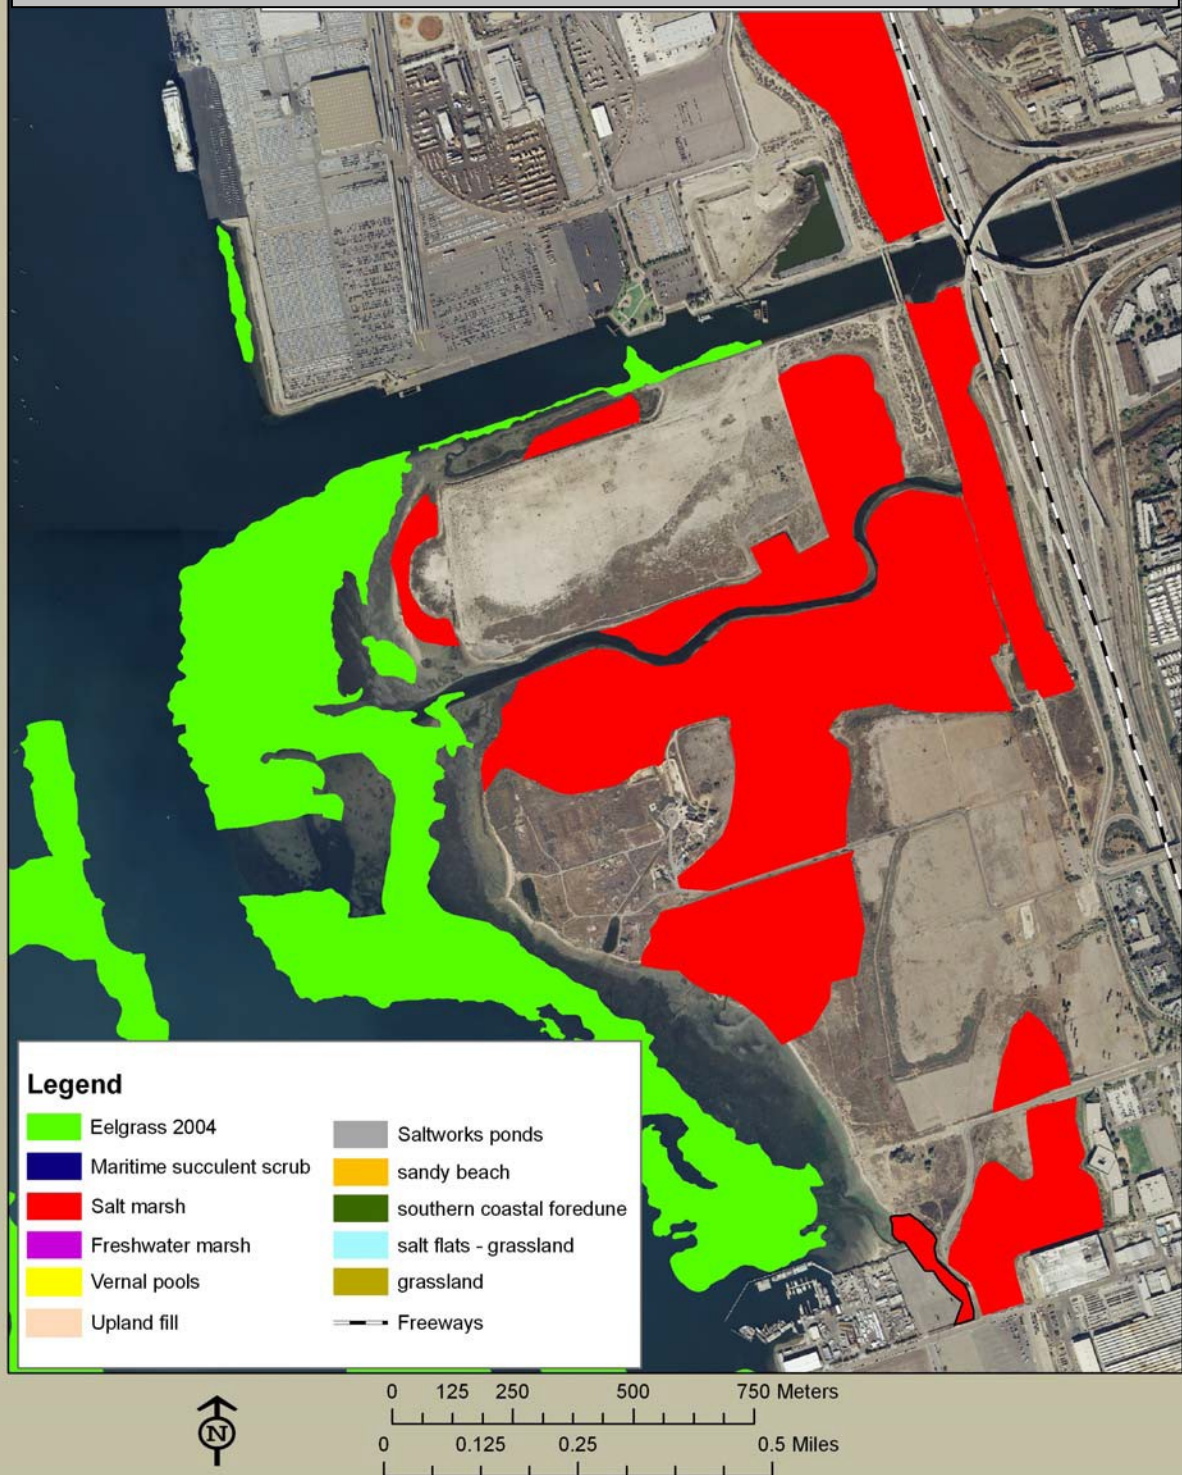 Legend
Eelgrass 2004
Maritime succulent scrub
Salt marsh
Freshwater marsh
Vernal pools
Upland fill
Saltworks ponds
sandy beach
southern coastal foredune
salt flats - grassland
grassland
Freeways
N
0 125 250 500 750 Meters
0 0.125 0.25 0.5 Miles